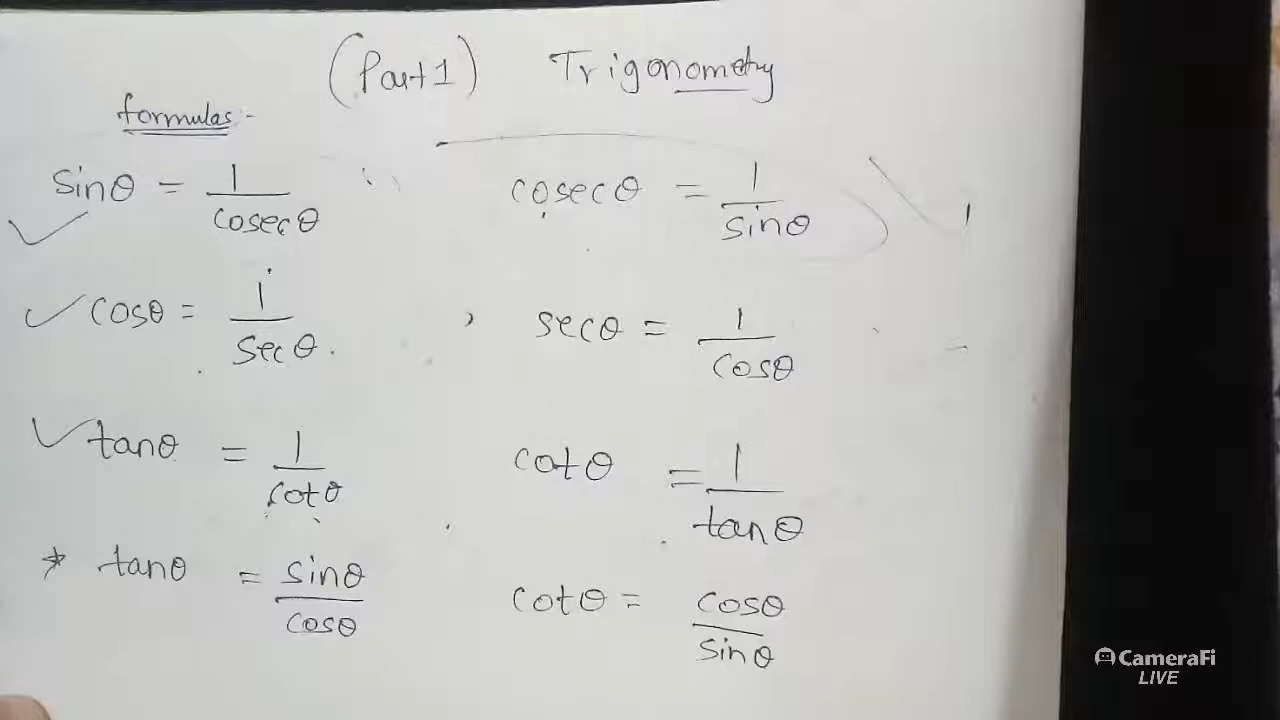 (Part 1) Trigonometry
formulas:-
sinθ = 1/cosecθ cosecθ = 1/sinθ
cosθ = 1/secθ. , secθ = 1/cosθ
tanθ = 1/cotθ cotθ = 1/tanθ
* tanθ = sinθ/cosθ cotθ = cosθ/sinθ
CameraFi
LIVE